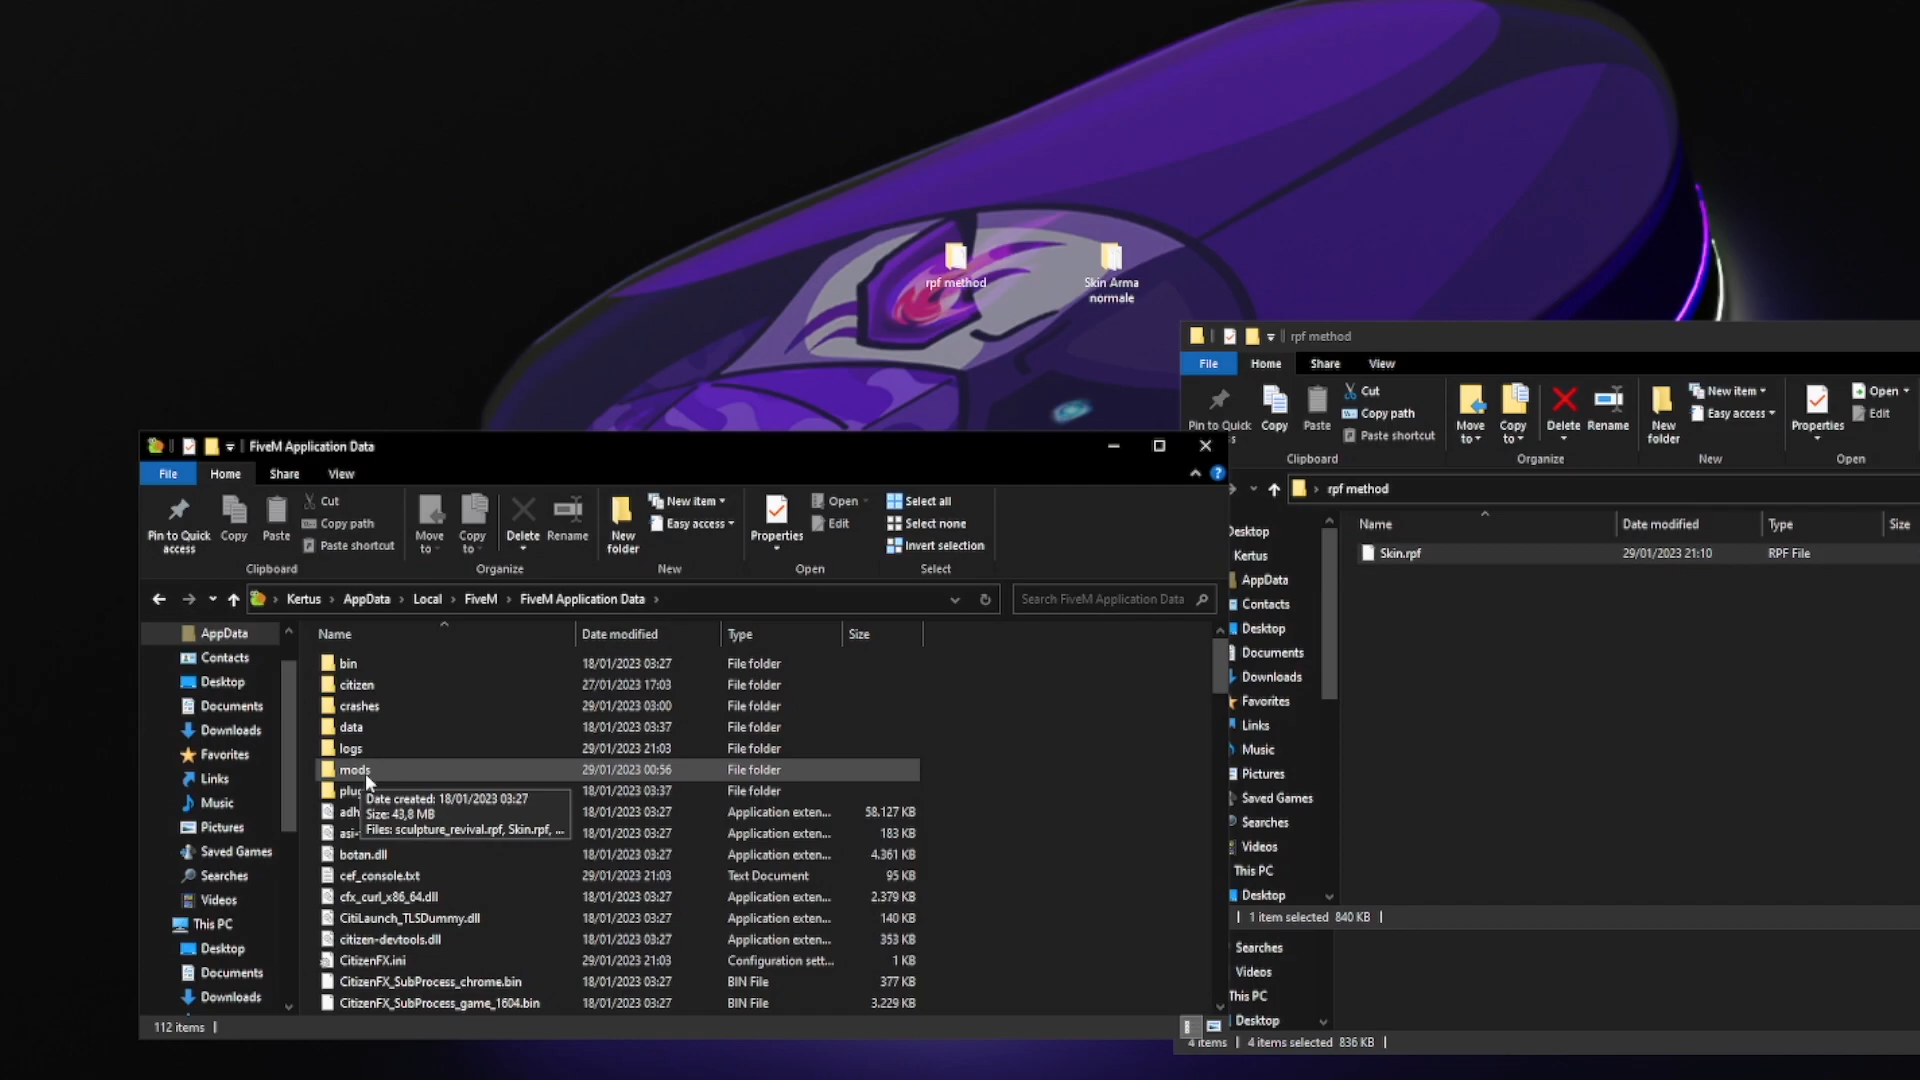 rpf method
Skin Arma
normale
rpf method
File Home Share View
Pin to Quick
Copy
Paste
Cut
Copy path
Paste shortcut
Move
to
Copy
to
Delete
Rename
New
folder
New item
Easy access
Properties
Open
Edit
Clipboard Organize New Open
rpf method
Name Date modified Type Size
Skin.rpf 29/01/2023 21:10 RPF File
Desktop
Kertus
AppData
Contacts
Desktop
Documents
Downloads
Favorites
Links
Music
Pictures
Saved Games
Searches
Videos
This PC
Desktop
1 item selected 840 KB
Searches
Videos
This PC
Desktop
4 items 4 items selected 836 KB
FiveM Application Data
File Home Share View
Pin to Quick
access
Copy
Paste
Cut
Copy path
Paste shortcut
Move
to
Copy
to
Delete
Rename
New
folder
New item
Easy access
Properties
Open
Edit
Select all
Select none
Invert selection
Clipboard Organize New Open Select
Kertus › AppData › Local › FiveM › FiveM Application Data ›
Search FiveM Application Data
AppData
Contacts
Desktop
Documents
Downloads
Favorites
Links
Music
Pictures
Saved Games
Searches
Videos
This PC
Desktop
Documents
Downloads
Name Date modified Type Size
bin 18/01/2023 03:27 File folder
citizen 27/01/2023 17:03 File folder
crashes 29/01/2023 03:00 File folder
data 18/01/2023 03:37 File folder
logs 29/01/2023 21:03 File folder
mods 29/01/2023 00:56 File folder
plu 18/01/2023 03:37 File folder
adh 18/01/2023 03:27 Application exten... 58.127 KB
asi- 18/01/2023 03:27 Application exten... 183 KB
Date created: 18/01/2023 03:27
Size: 43,8 MB
Files: sculpture_revival.rpf, Skin.rpf, ...
botan.dll 18/01/2023 03:27 Application exten... 4.361 KB
cef_console.txt 29/01/2023 21:03 Text Document 95 KB
cfx_curl_x86_64.dll 18/01/2023 03:27 Application exten... 2.379 KB
CitiLaunch_TLSDummy.dll 18/01/2023 03:27 Application exten... 140 KB
citizen-devtools.dll 18/01/2023 03:27 Application exten... 353 KB
CitizenFX.ini 29/01/2023 21:03 Configuration sett... 1 KB
CitizenFX_SubProcess_chrome.bin 18/01/2023 03:27 BIN File 377 KB
CitizenFX_SubProcess_game_1604.bin 18/01/2023 03:27 BIN File 3.229 KB
112 items